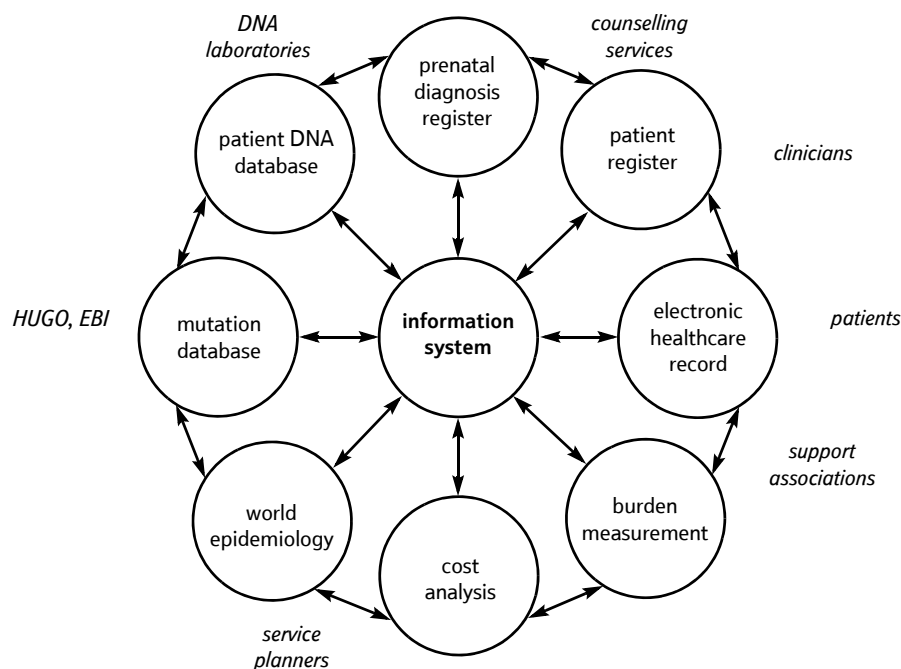 DNA
laboratories
counselling
services
prenatal
diagnosis
register
patient DNA
database
patient
register
clinicians
HUGO, EBI
mutation
database
information
system
electronic
healthcare
record
patients
support
associations
world
epidemiology
burden
measurement
cost
analysis
service
planners